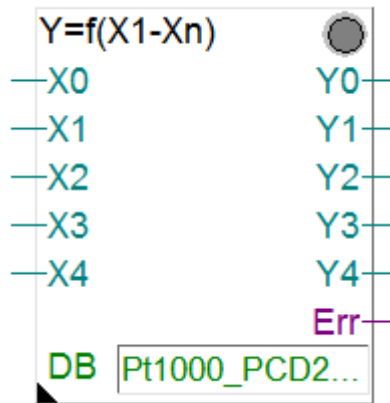 Y=f(X1-Xn)
X0 Y0
X1 Y1
X2 Y2
X3 Y3
X4 Y4
Err
DB Pt1000_PCD2...